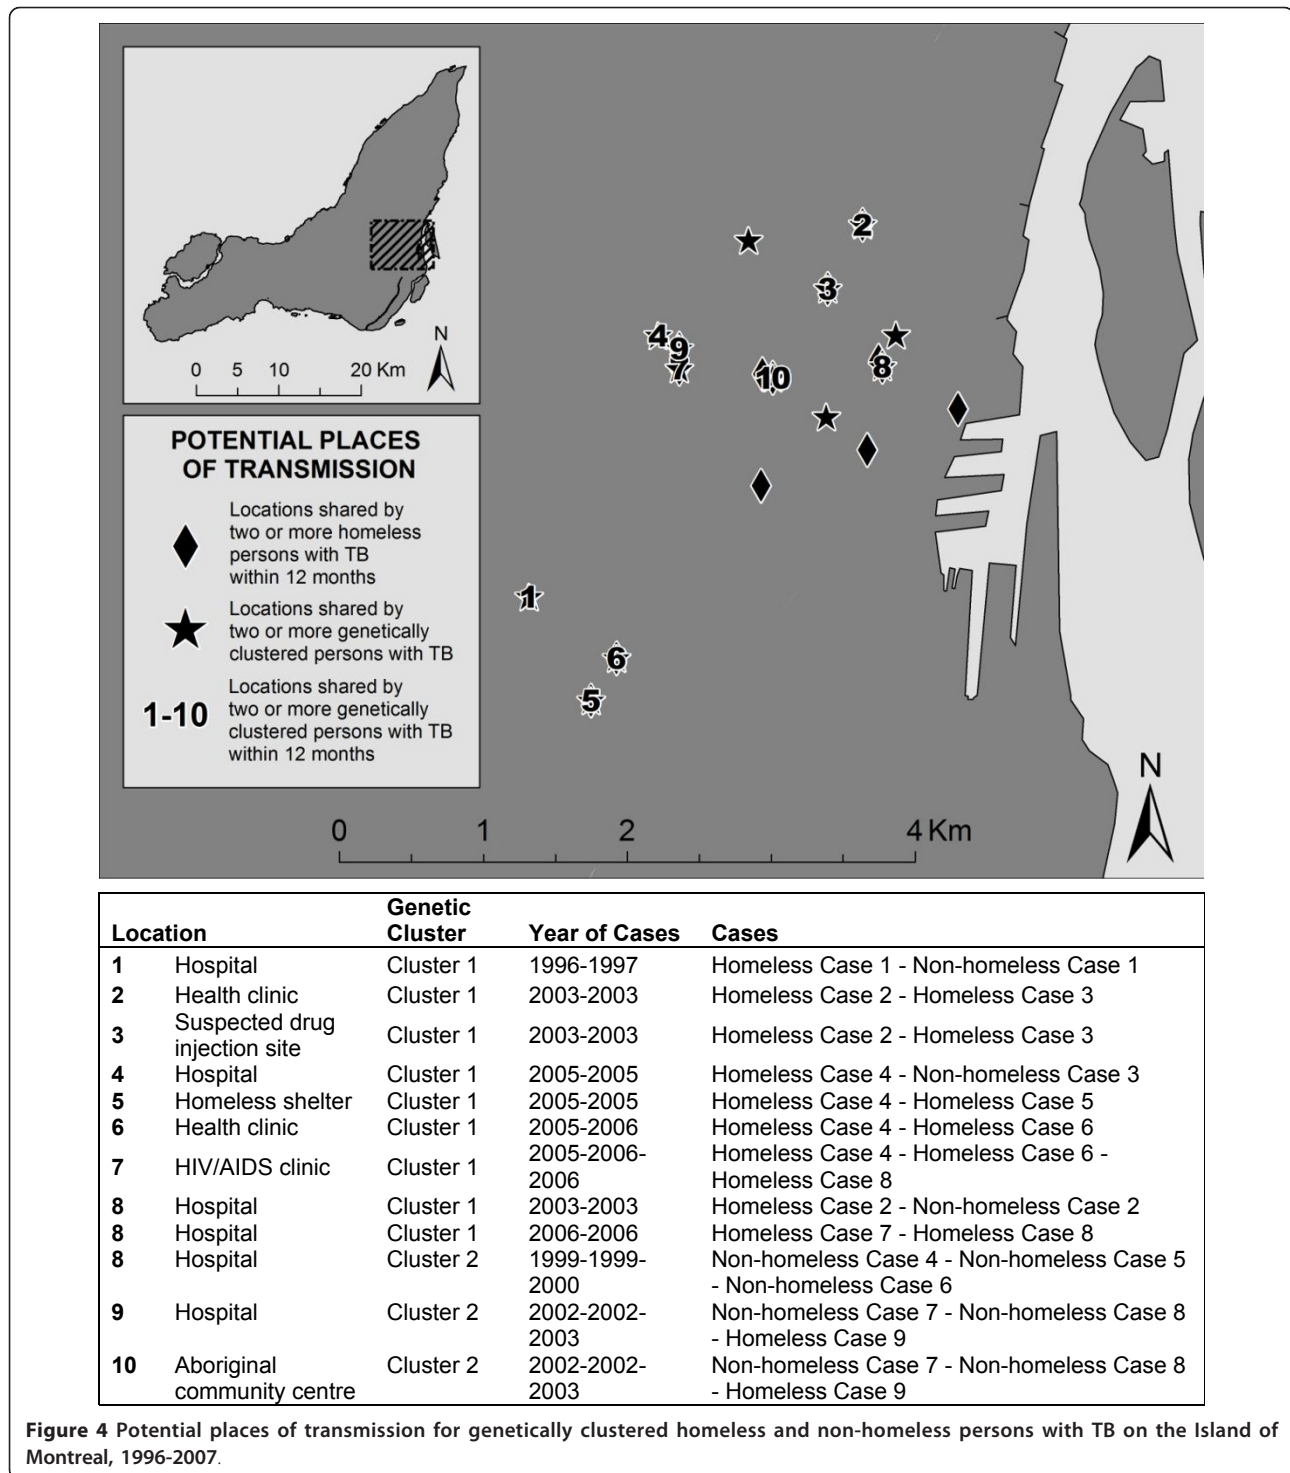 N
0 5 10 20 Km
POTENTIAL PLACES
OF TRANSMISSION
Locations shared by
two or more homeless
persons with TB
within 12 months
Locations shared by
two or more genetically
clustered persons with TB
1-10
Locations shared by
two or more genetically
clustered persons with TB
within 12 months
2
3
4
9
7
10
8
1
6
5
N
0 1 2 4 Km
Location Genetic Cluster Year of Cases Cases
1 Hospital Cluster 1 1996-1997 Homeless Case 1 - Non-homeless Case 1
2 Health clinic Cluster 1 2003-2003 Homeless Case 2 - Homeless Case 3
3 Suspected drug injection site Cluster 1 2003-2003 Homeless Case 2 - Homeless Case 3
4 Hospital Cluster 1 2005-2005 Homeless Case 4 - Non-homeless Case 3
5 Homeless shelter Cluster 1 2005-2005 Homeless Case 4 - Homeless Case 5
6 Health clinic Cluster 1 2005-2006 Homeless Case 4 - Homeless Case 6
7 HIV/AIDS clinic Cluster 1 2005-2006-2006 Homeless Case 4 - Homeless Case 6 - Homeless Case 8
8 Hospital Cluster 1 2003-2003 Homeless Case 2 - Non-homeless Case 2
8 Hospital Cluster 1 2006-2006 Homeless Case 7 - Homeless Case 8
8 Hospital Cluster 2 1999-1999-2000 Non-homeless Case 4 - Non-homeless Case 5 - Non-homeless Case 6
9 Hospital Cluster 2 2002-2002-2003 Non-homeless Case 7 - Non-homeless Case 8 - Homeless Case 9
10 Aboriginal community centre Cluster 2 2002-2002-2003 Non-homeless Case 7 - Non-homeless Case 8 - Homeless Case 9
Figure 4 Potential places of transmission for genetically clustered homeless and non-homeless persons with TB on the Island of
Montreal, 1996-2007.